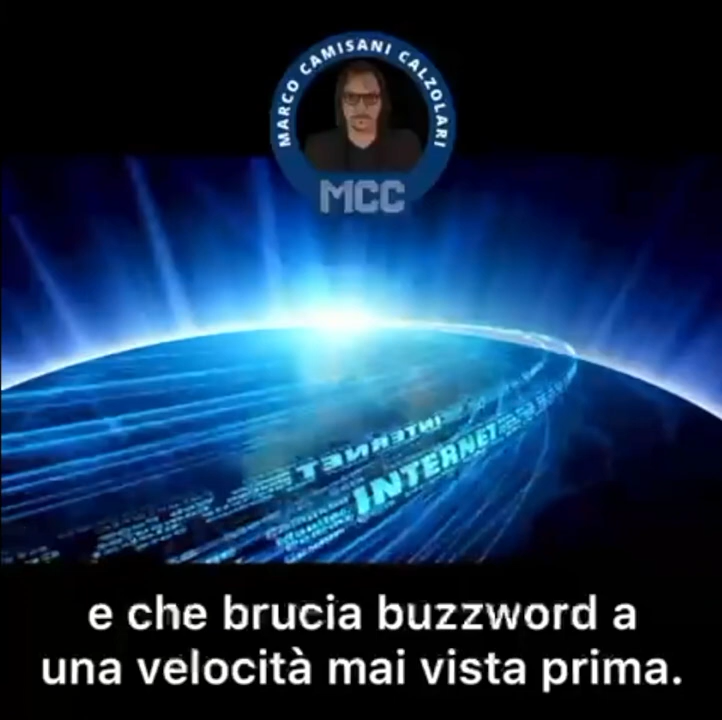 MARCO CAMISANI CALZOLARI
MCC
INTERNET
INTERNET
e che brucia buzzword a
una velocità mai vista prima.